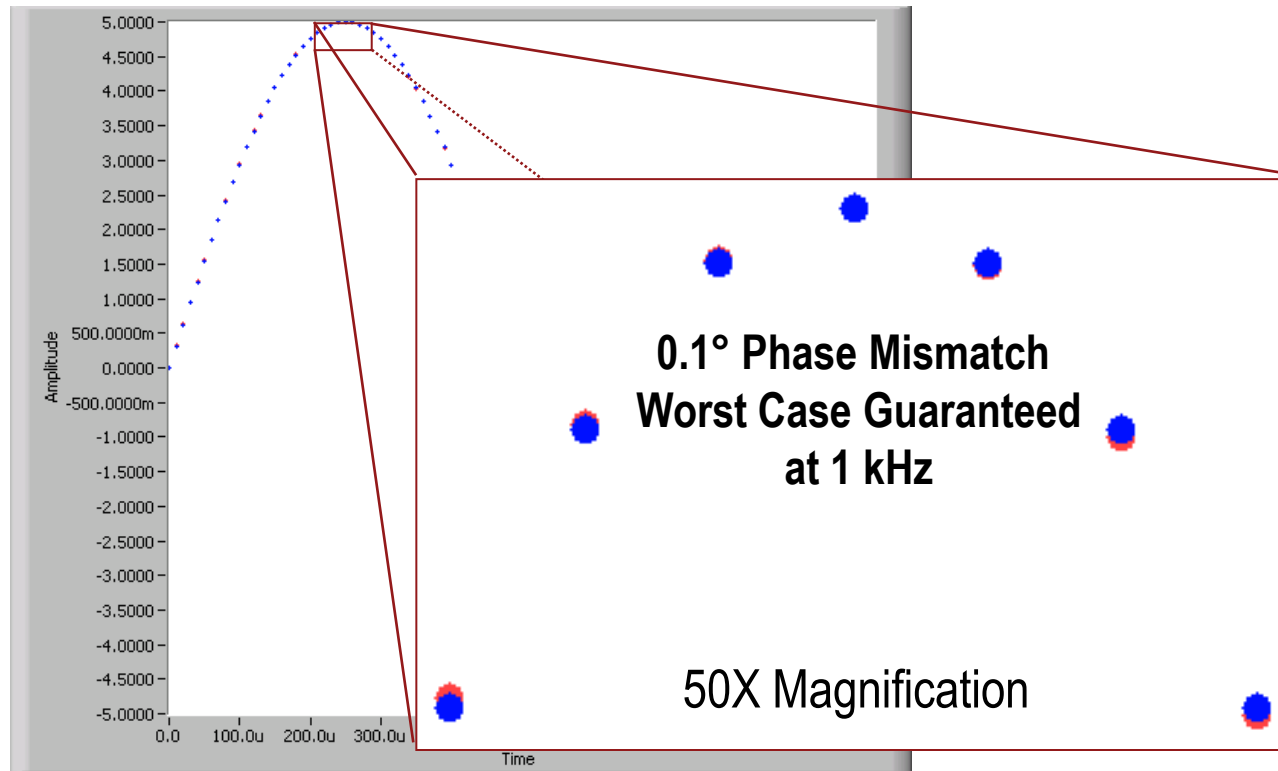 5.0000
4.5000
4.0000
3.5000
3.0000
2.5000
2.0000
1.5000
1.0000
500.0000m
0.0000
-500.0000m
-1.0000
-1.5000
-2.0000
-2.5000
-3.0000
-3.5000
-4.0000
-4.5000
-5.0000
Amplitude
0.0 100.0u 200.0u 300.0u
Time
0.1° Phase Mismatch
Worst Case Guaranteed
at 1 kHz
50X Magnification